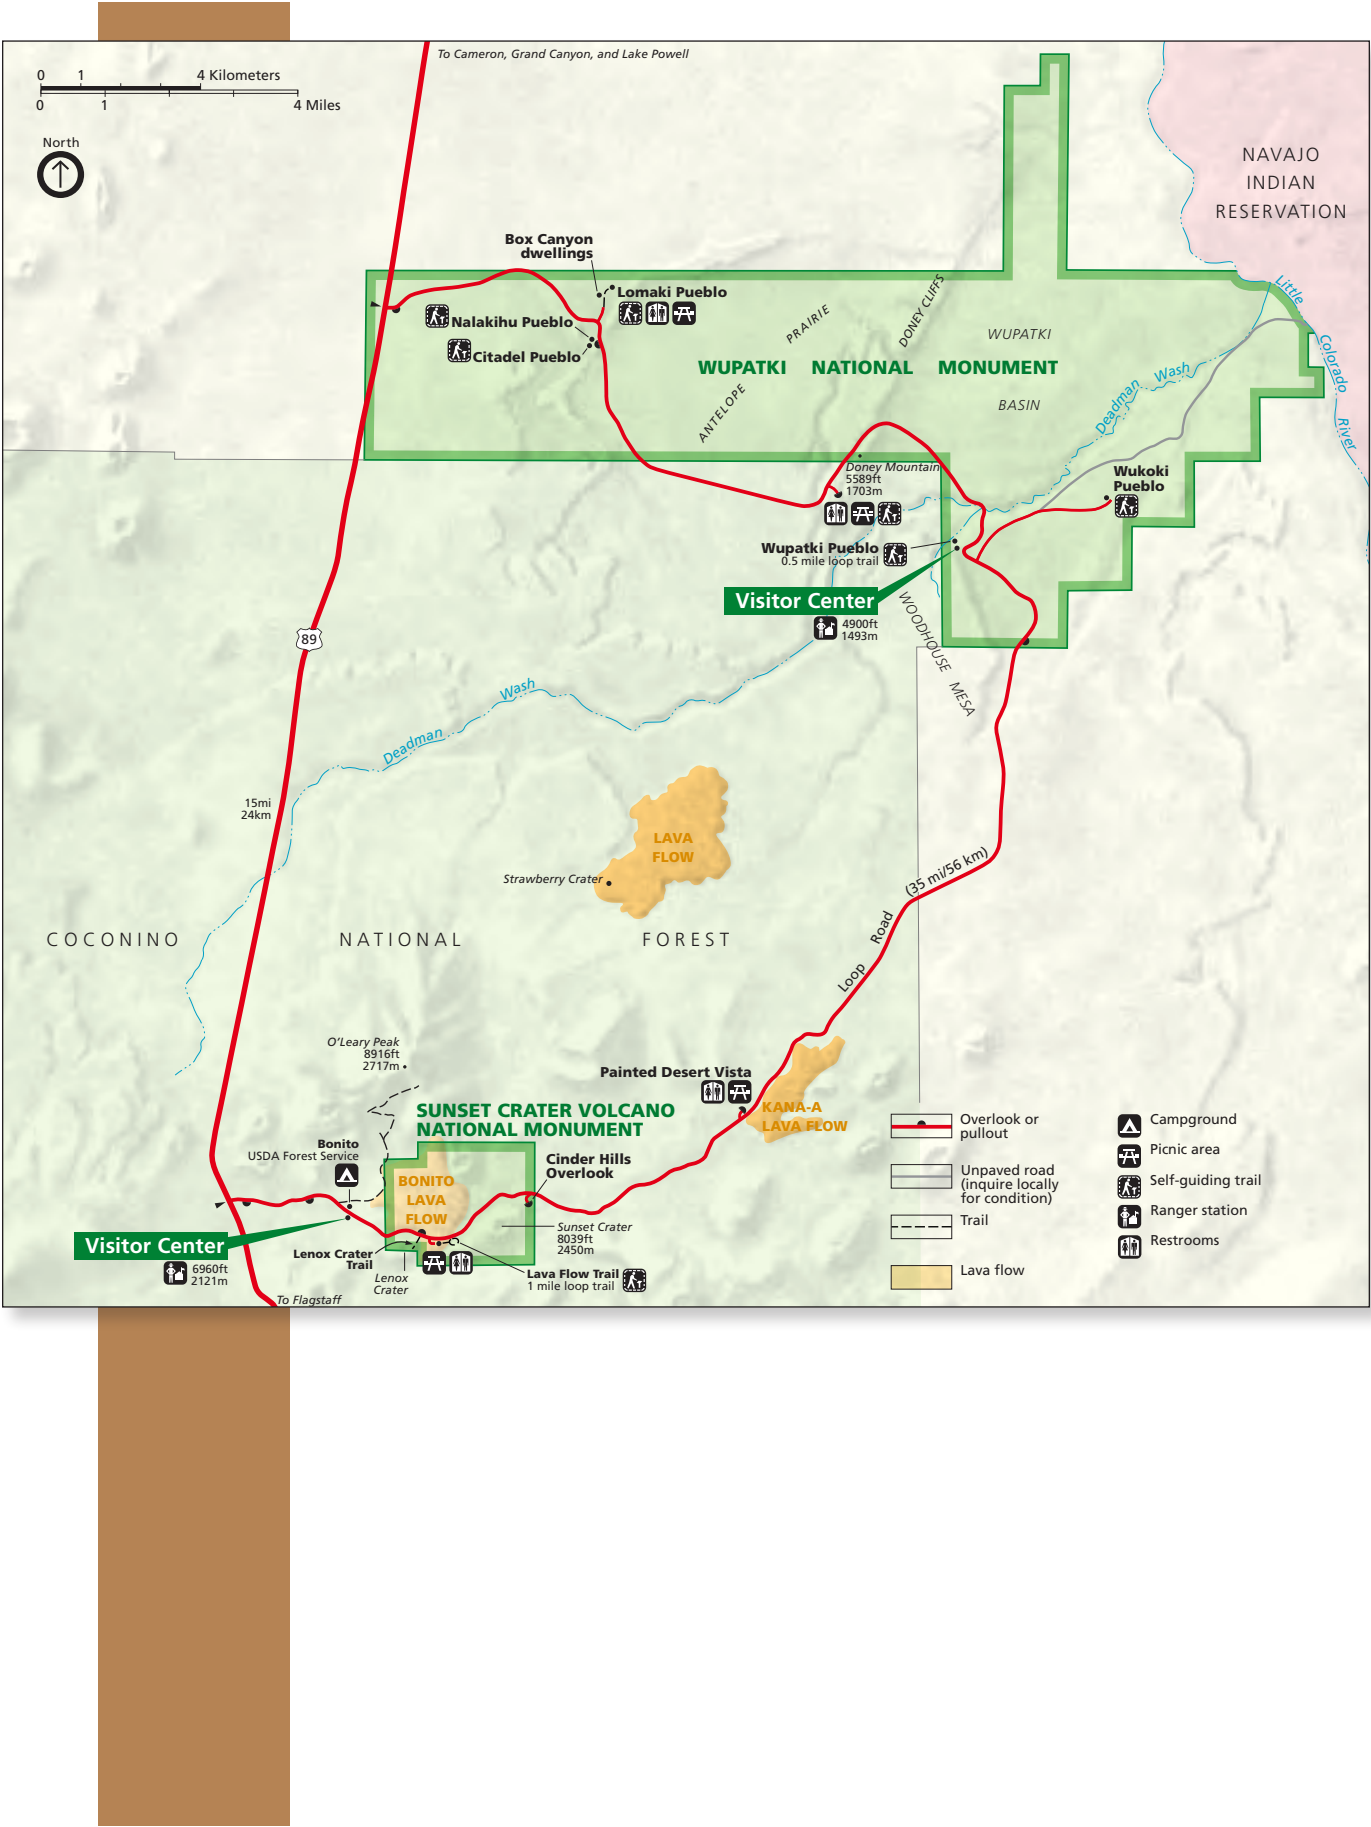 To Cameron, Grand Canyon, and Lake Powell
0 1 4 Kilometers
0 1 4 Miles
North
NAVAJO
INDIAN
RESERVATION
Box Canyon
dwellings
Lomaki Pueblo
Nalakihu Pueblo
Citadel Pueblo
PRAIRIE
ANTELOPE
DONEY CLIFFS
WUPATKI
BASIN
WUPATKI NATIONAL MONUMENT
Little
Colorado
River
Deadman Wash
Doney Mountain
5589ft
1703m
Wukoki
Pueblo
Wupatki Pueblo
0.5 mile loop trail
Visitor Center
4900ft
1493m
WOODHOUSE MESA
89
Deadman Wash
15mi
24km
LAVA
FLOW
Strawberry Crater
Loop Road (35 mi/56 km)
COCONINO NATIONAL FOREST
O’Leary Peak
8916ft
2717m
Painted Desert Vista
KANA-A
LAVA FLOW
SUNSET CRATER VOLCANO
NATIONAL MONUMENT
Bonito
USDA Forest Service
BONITO
LAVA
FLOW
Cinder Hills
Overlook
Sunset Crater
8039ft
2450m
Visitor Center
6960ft
2121m
Lenox Crater
Trail
Lenox
Crater
Lava Flow Trail
1 mile loop trail
To Flagstaff
Overlook or
pullout
Unpaved road
(inquire locally
for condition)
Trail
Lava flow
Campground
Picnic area
Self-guiding trail
Ranger station
Restrooms